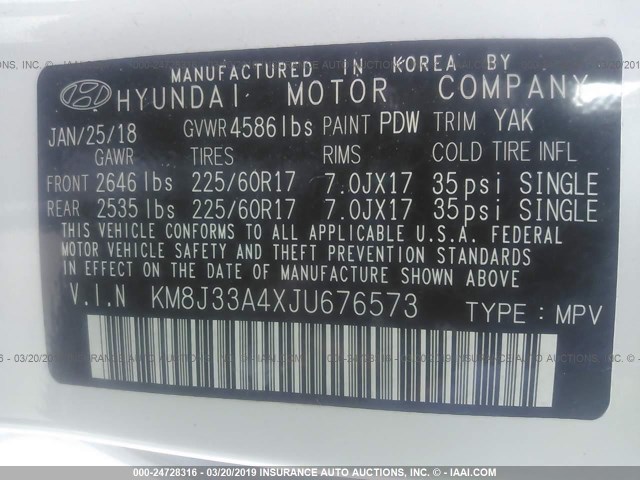 MANUFACTURED IN KOREA BY
HYUNDAI MOTOR COMPANY
JAN/25/18 GVWR 4586 lbs PAINT PDW TRIM YAK
GAWR TIRES RIMS COLD TIRE INFL
FRONT 2646 lbs 225/60R17 7.0JX17 35 psi SINGLE
REAR 2535 lbs 225/60R17 7.0JX17 35 psi SINGLE
THIS VEHICLE CONFORMS TO ALL APPLICABLE U.S.A. FEDERAL
MOTOR VEHICLE SAFETY AND THEFT PREVENTION STANDARDS
IN EFFECT ON THE DATE OF MANUFACTURE SHOWN ABOVE
V.I.N KM8J33A4XJU676573
TYPE : MPV
000-24728316 - 03/20/2019 INSURANCE AUTO AUCTIONS, INC. - IAAI.COM